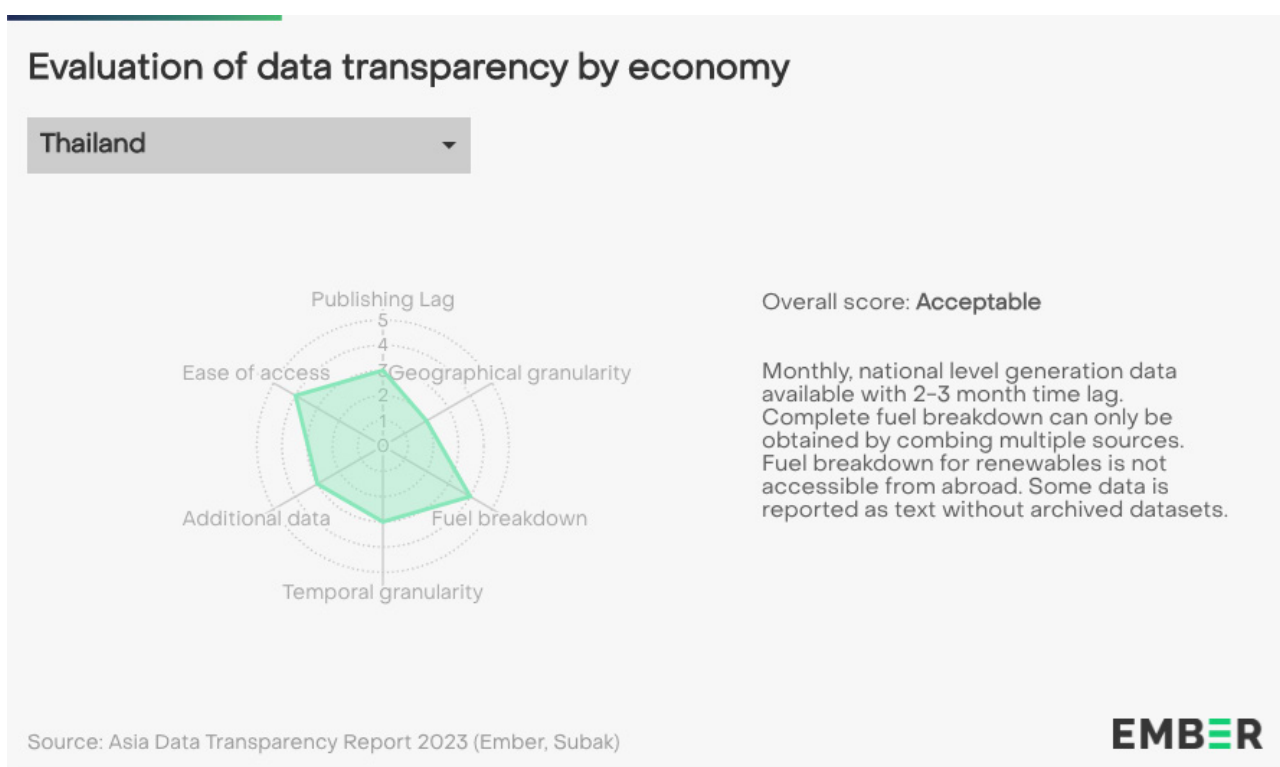 Evaluation of data transparency by economy
Thailand
Publishing Lag
5
4
Ease of access
3
Geographical granularity
2
1
0
Additional data
Fuel breakdown
Temporal granularity
Overall score: Acceptable
Monthly, national level generation data
available with 2-3 month time lag.
Complete fuel breakdown can only be
obtained by combing multiple sources.
Fuel breakdown for renewables is not
accessible from abroad. Some data is
reported as text without archived datasets.
Source: Asia Data Transparency Report 2023 (Ember, Subak)
EMBER